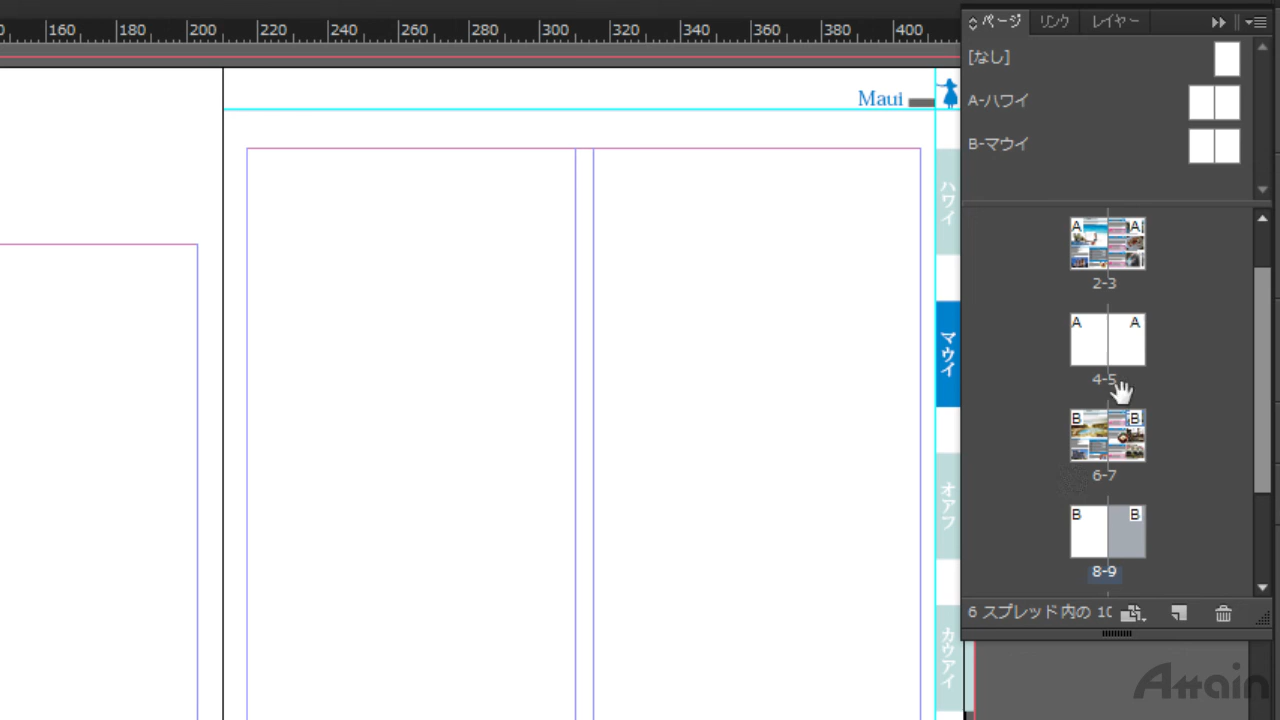 160 180 200 220 240 260 280 300 320 340 360 380 400
ページ リンク レイヤー
[なし]
A-ハワイ
B-マウイ
Maui
ハワイ
マウイ
オアフ
カウアイ
A A
2-3
A A
4-5
B B
6-7
B B
8-9
6 スプレッド内の 10
Attain